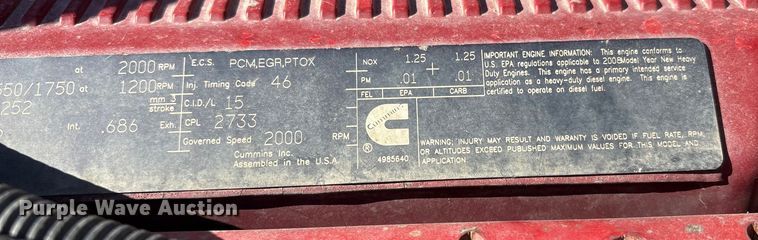 at 2000 RPM
550/1750 at 1200 RPM
252 mm 3 stroke
Int. .686 Exh.
E.C.S. PCM,EGR,PTOX
Inj. Timing Code 46
C.I.D./L 15
CPL 2733
Governed Speed 2000 RPM
Cummins Inc.
Assembled in the U.S.A.
NOX 1.25 + 1.25
PM .01 .01
FEL EPA CARB
Cummins
®
4985640
IMPORTANT ENGINE INFORMATION: This engine conforms to
U.S. EPA regulations applicable to 2008 Model Year New Heavy
Duty Engines. This engine has a primary intended service
application as a heavy-duty diesel engine. This engine is
certified to operate on diesel fuel.
WARNING: INJURY MAY RESULT AND WARRANTY IS VOIDED IF FUEL RATE, RPM,
OR ALTITUDES EXCEED PUBLISHED MAXIMUM VALUES FOR THIS MODEL AND
APPLICATION.
Purple Wave Auction